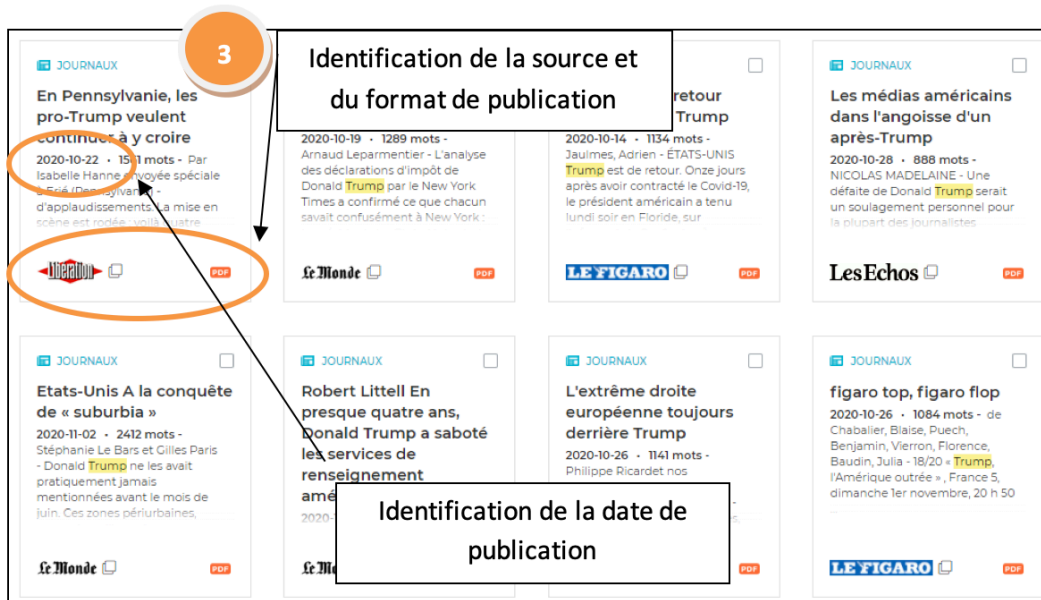 3
Identification de la source et
du format de publication
JOURNAUX
En Pennsylvanie, les
pro-Trump veulent
continuer à y croire
2020-10-22 · 1561 mots - Par
Isabelle Hanne envoyée spéciale
à Erié (Pennsylvanie) -
d'applaudissements. La mise en
scène est rodée : voilà quatre
Libération
PDF
2020-10-19 · 1289 mots -
Arnaud Leparmentier - L'analyse
des déclarations d'impôt de
Donald Trump par le New York
Times a confirmé ce que chacun
savait confusément à New York :
Le Monde
PDF
retour
Trump
2020-10-14 · 1134 mots -
Jaulmes, Adrien - ÉTATS-UNIS
Trump est de retour. Onze jours
après avoir contracté le Covid-19,
le président américain a tenu
lundi soir en Floride, sur
LE FIGARO
PDF
JOURNAUX
Les médias américains
dans l'angoisse d'un
après-Trump
2020-10-28 · 888 mots -
NICOLAS MADELAINE - Une
défaite de Donald Trump serait
un soulagement personnel pour
la plupart des journalistes
Les Echos
PDF
JOURNAUX
Etats-Unis A la conquête
de « suburbia »
2020-11-02 · 2412 mots -
Stéphanie Le Bars et Gilles Paris
- Donald Trump ne les avait
pratiquement jamais
mentionnées avant le mois de
juin. Ces zones périurbaines,
Le Monde
PDF
JOURNAUX
Robert Littell En
presque quatre ans,
Donald Trump a saboté
les services de
renseignement
amé
2020-1
Le Mo
JOURNAUX
L'extrême droite
européenne toujours
derrière Trump
2020-10-26 · 1141 mots -
Philippe Ricardet nos
PDF
Identification de la date de
publication
JOURNAUX
figaro top, figaro flop
2020-10-26 · 1084 mots - de
Chabalier, Blaise, Puech,
Benjamin, Vierron, Florence,
Baudin, Julia - 18/20 « Trump,
l'Amérique outrée » , France 5,
dimanche 1er novembre, 20 h 50
...
LE FIGARO
PDF